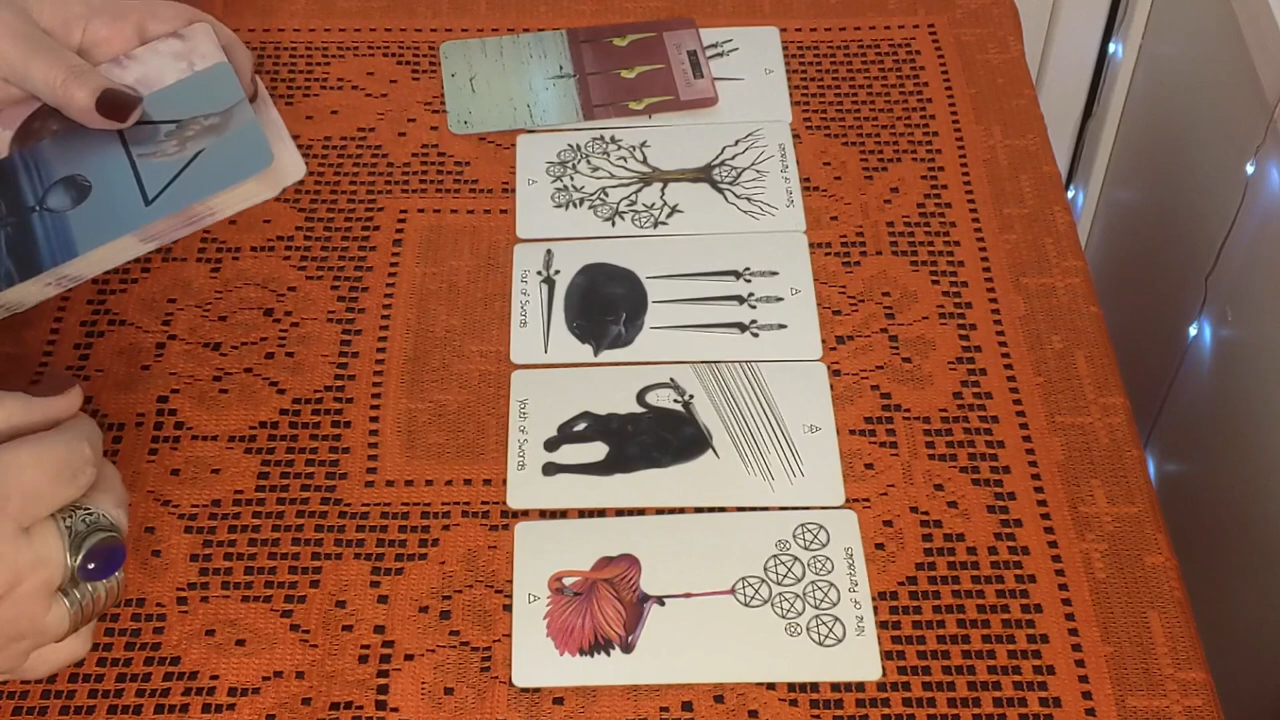 Seven of Pentacles
Four of Swords
Youth of Swords
Nine of Pentacles